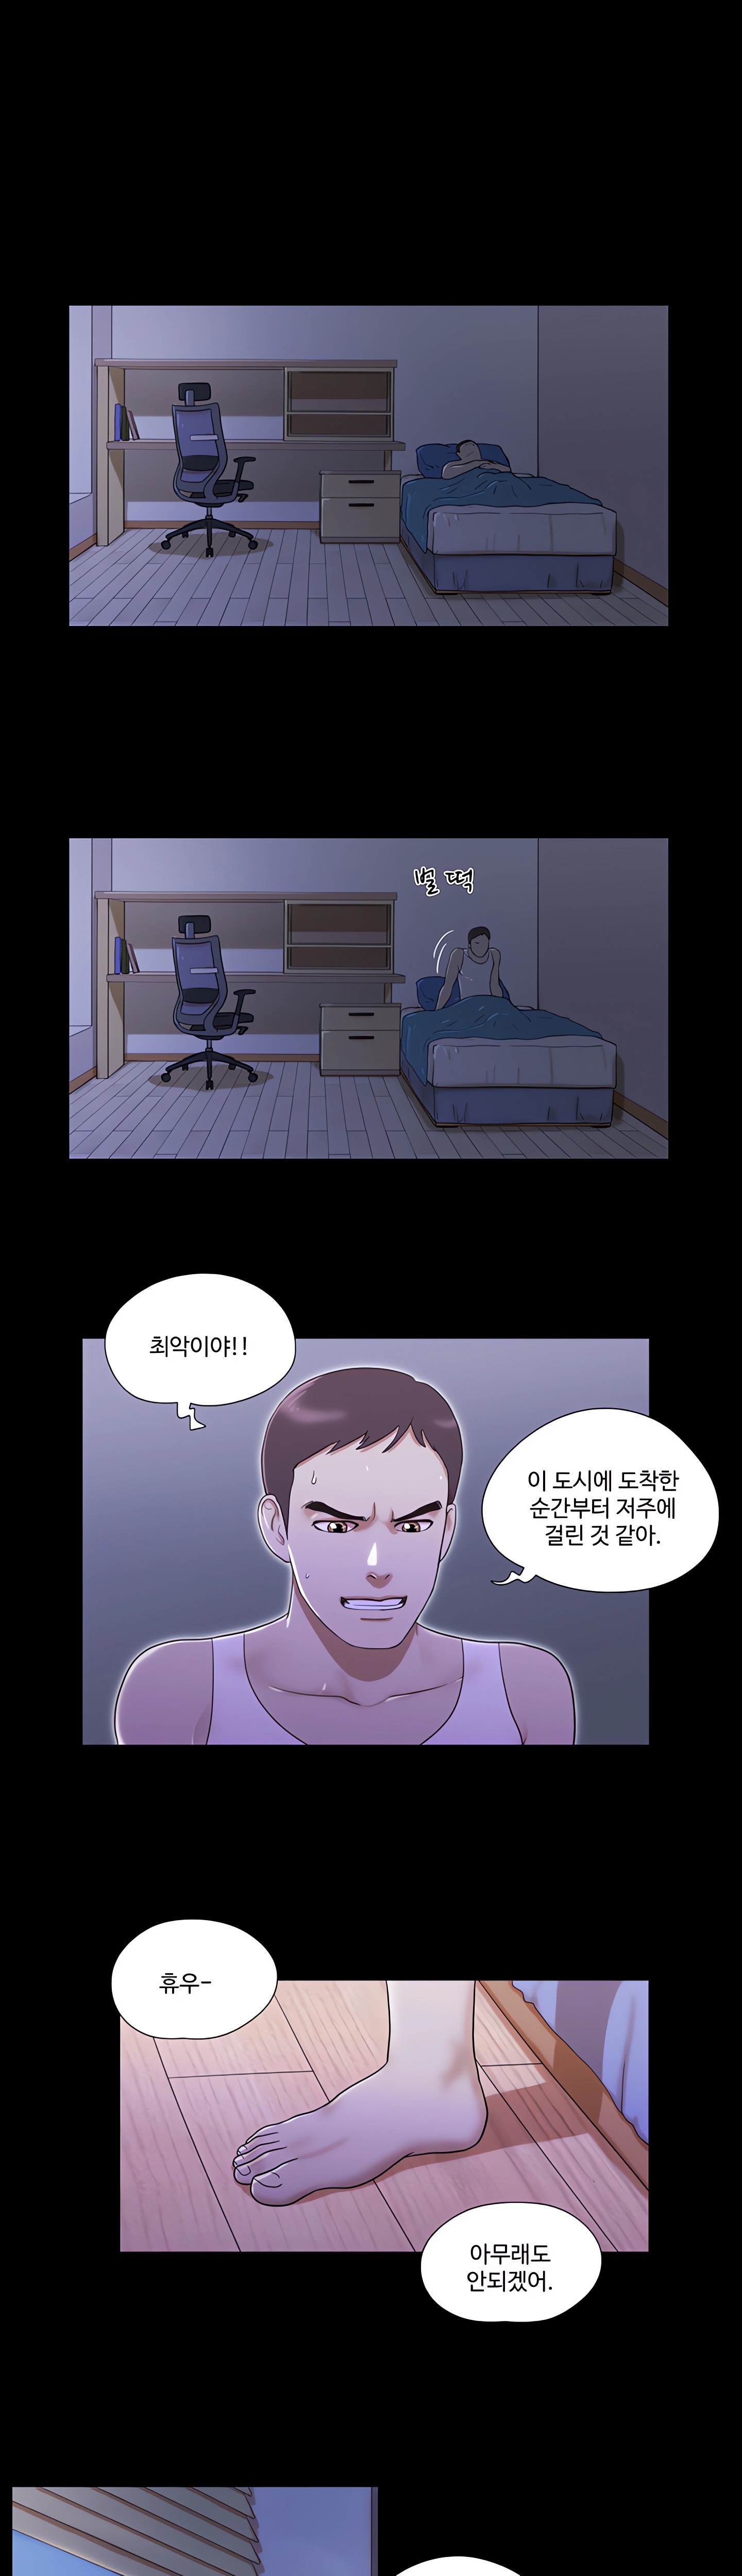 벌떡
최악이야!!
이 도시에 도착한
순간부터 저주에
걸린 것 같아.
휴우-
아무래도
안되겠어.